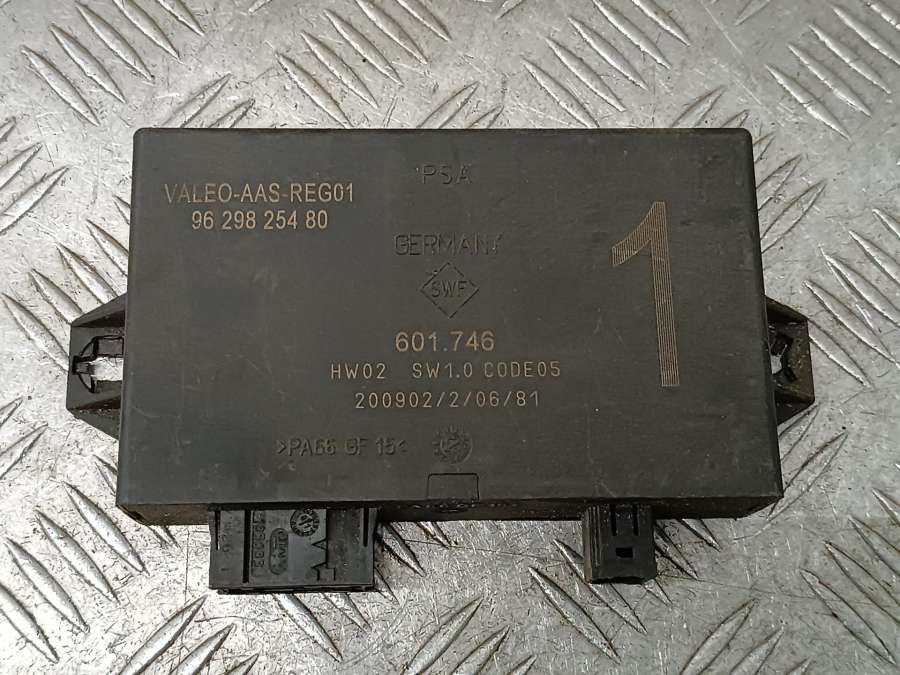 PSA
VALEO-AAS-REG01
96 298 254 80
1
GERMANY
SWF
601.746
HW02 SW1.0 CODE05
200902/2/06/81
>PA66 GF 15<